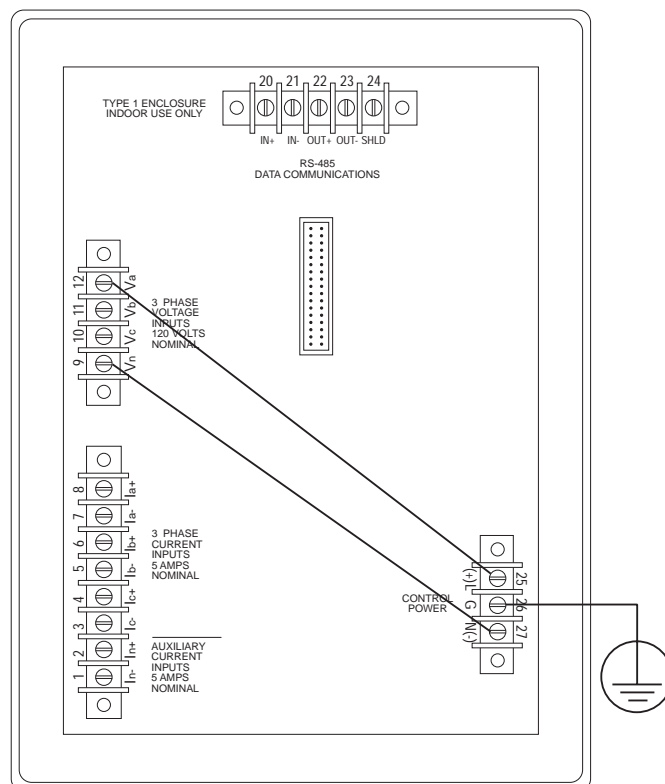 TYPE 1 ENCLOSURE
INDOOR USE ONLY
20 21 22 23 24
IN+ IN- OUT+ OUT- SHLD
RS-485
DATA COMMUNICATIONS
12 Va
11 Vb
10 Vc
9 Vn
3 PHASE
VOLTAGE
INPUTS
120 VOLTS
NOMINAL
8 Ia+
7 Ia-
6 Ib+
5 Ib-
4 Ic+
3 Ic-
2 In+
1 In-
3 PHASE
CURRENT
INPUTS
5 AMPS
NOMINAL
AUXILIARY
CURRENT
INPUTS
5 AMPS
NOMINAL
CONTROL
POWER
(+)L 25
G 26
N(-) 27